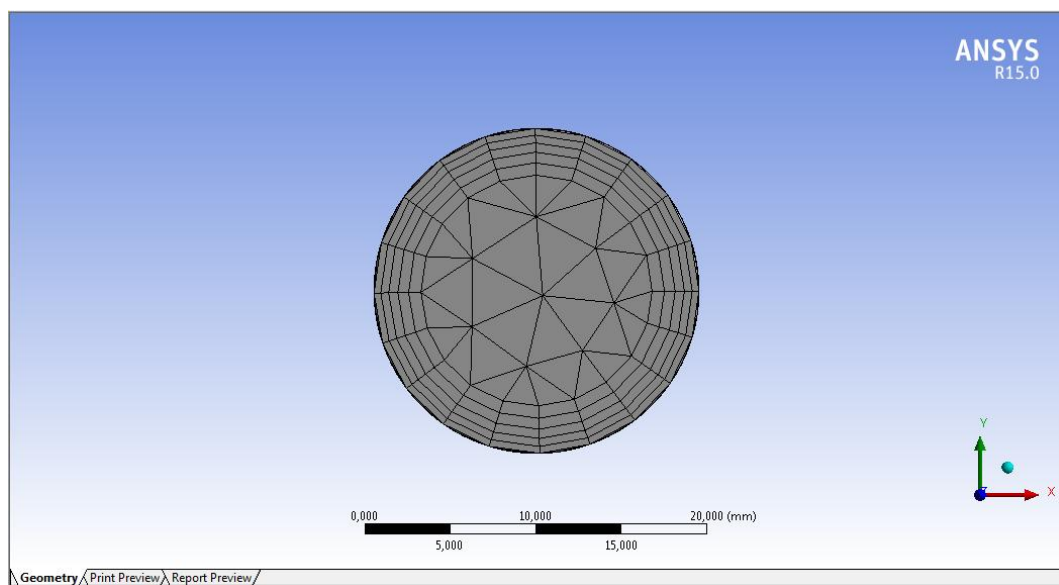 ANSYS
R15.0
Y
X
Z
0,000 10,000 20,000 (mm)
5,000 15,000
Geometry Print Preview Report Preview